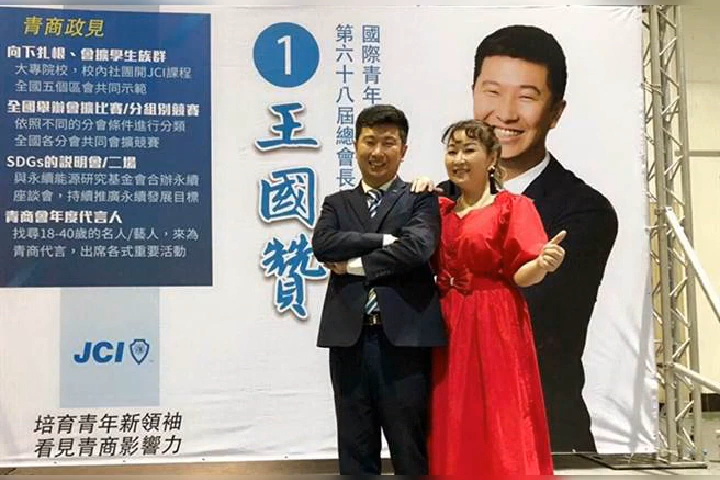 青商政見
向下扎根、會擴學生族群
大專院校，校內社團開JCI課程
全國五個區會共同示範
全國舉辦會擴比賽/分組別競賽
依照不同的分會條件進行分類
全國各分會共同會擴競賽
SDGs的說明會/二場
與永續能源研究基金會合辦永續
座談會，持續推廣永續發展目標
青商會年度代言人
找尋18-40歲的名人/藝人，來為
青商代言，出席各式重要活動
國際青年
第六十八屆總會長
1
王國贊
JCI
培育青年新領袖
看見青商影響力